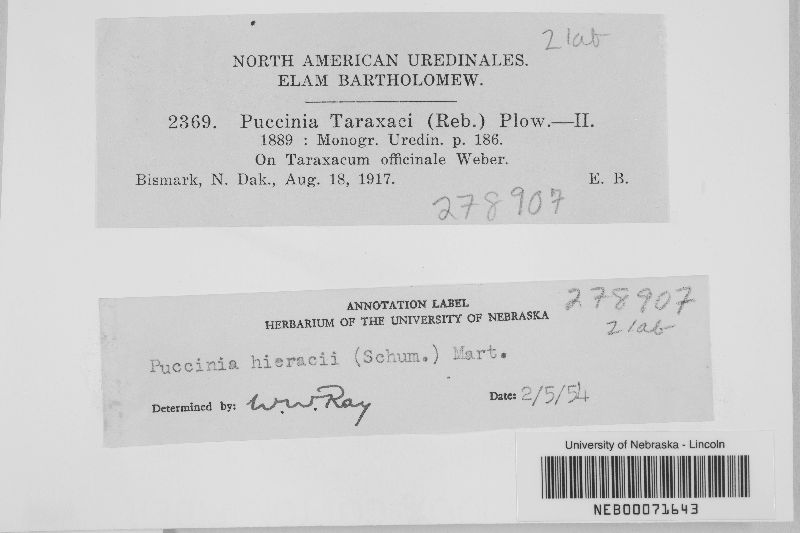 21ab
NORTH AMERICAN UREDINALES.
ELAM BARTHOLOMEW.
2369. Puccinia Taraxaci (Reb.) Plow.—II.
1889 : Monogr. Uredin. p. 186.
On Taraxacum officinale Weber.
Bismark, N. Dak., Aug. 18, 1917. E. B.
278907
ANNOTATION LABEL
HERBARIUM OF THE UNIVERSITY OF NEBRASKA
278907
21ab
Puccinia hieracii (Schum.) Mart.
Determined by: W.W. Ray Date: 2/5/54
University of Nebraska - Lincoln
NEB00071643